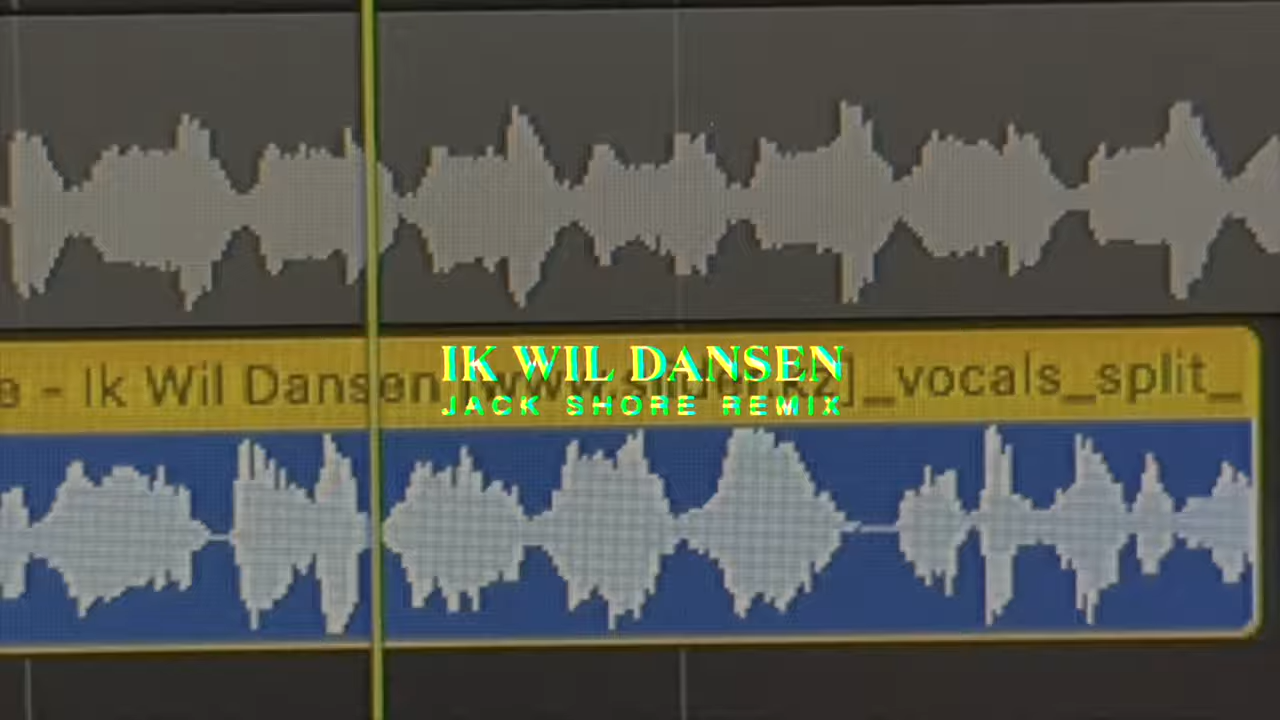 IK WIL DANSEN
JACK SHORE REMIX
- Ik Wil Dansen
]_vocals_split_